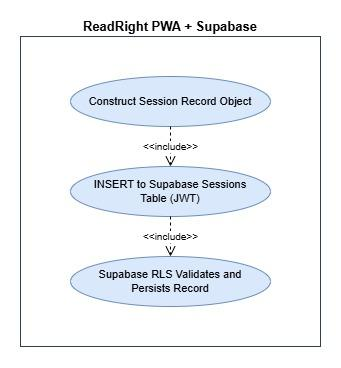 ReadRight PWA + Supabase
Construct Session Record Object
<<include>>
INSERT to Supabase Sessions
Table (JWT)
<<include>>
Supabase RLS Validates and
Persists Record